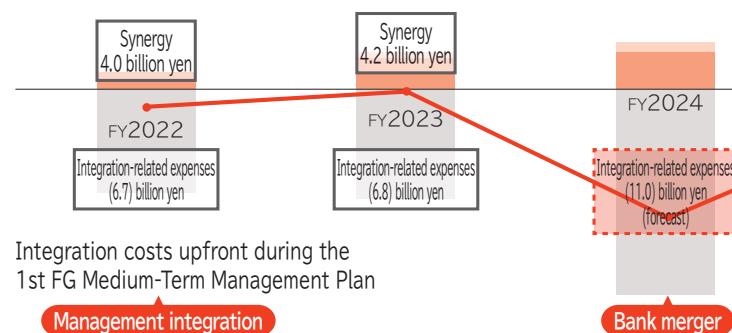 Synergy
4.0 billion yen
Synergy
4.2 billion yen
FY2022
FY2023
FY2024
Integration-related expenses
(6.7) billion yen
Integration-related expenses
(6.8) billion yen
Integration-related expenses
(11.0) billion yen
(forecast)
Integration costs upfront during the
1st FG Medium-Term Management Plan
Management integration
Bank merger